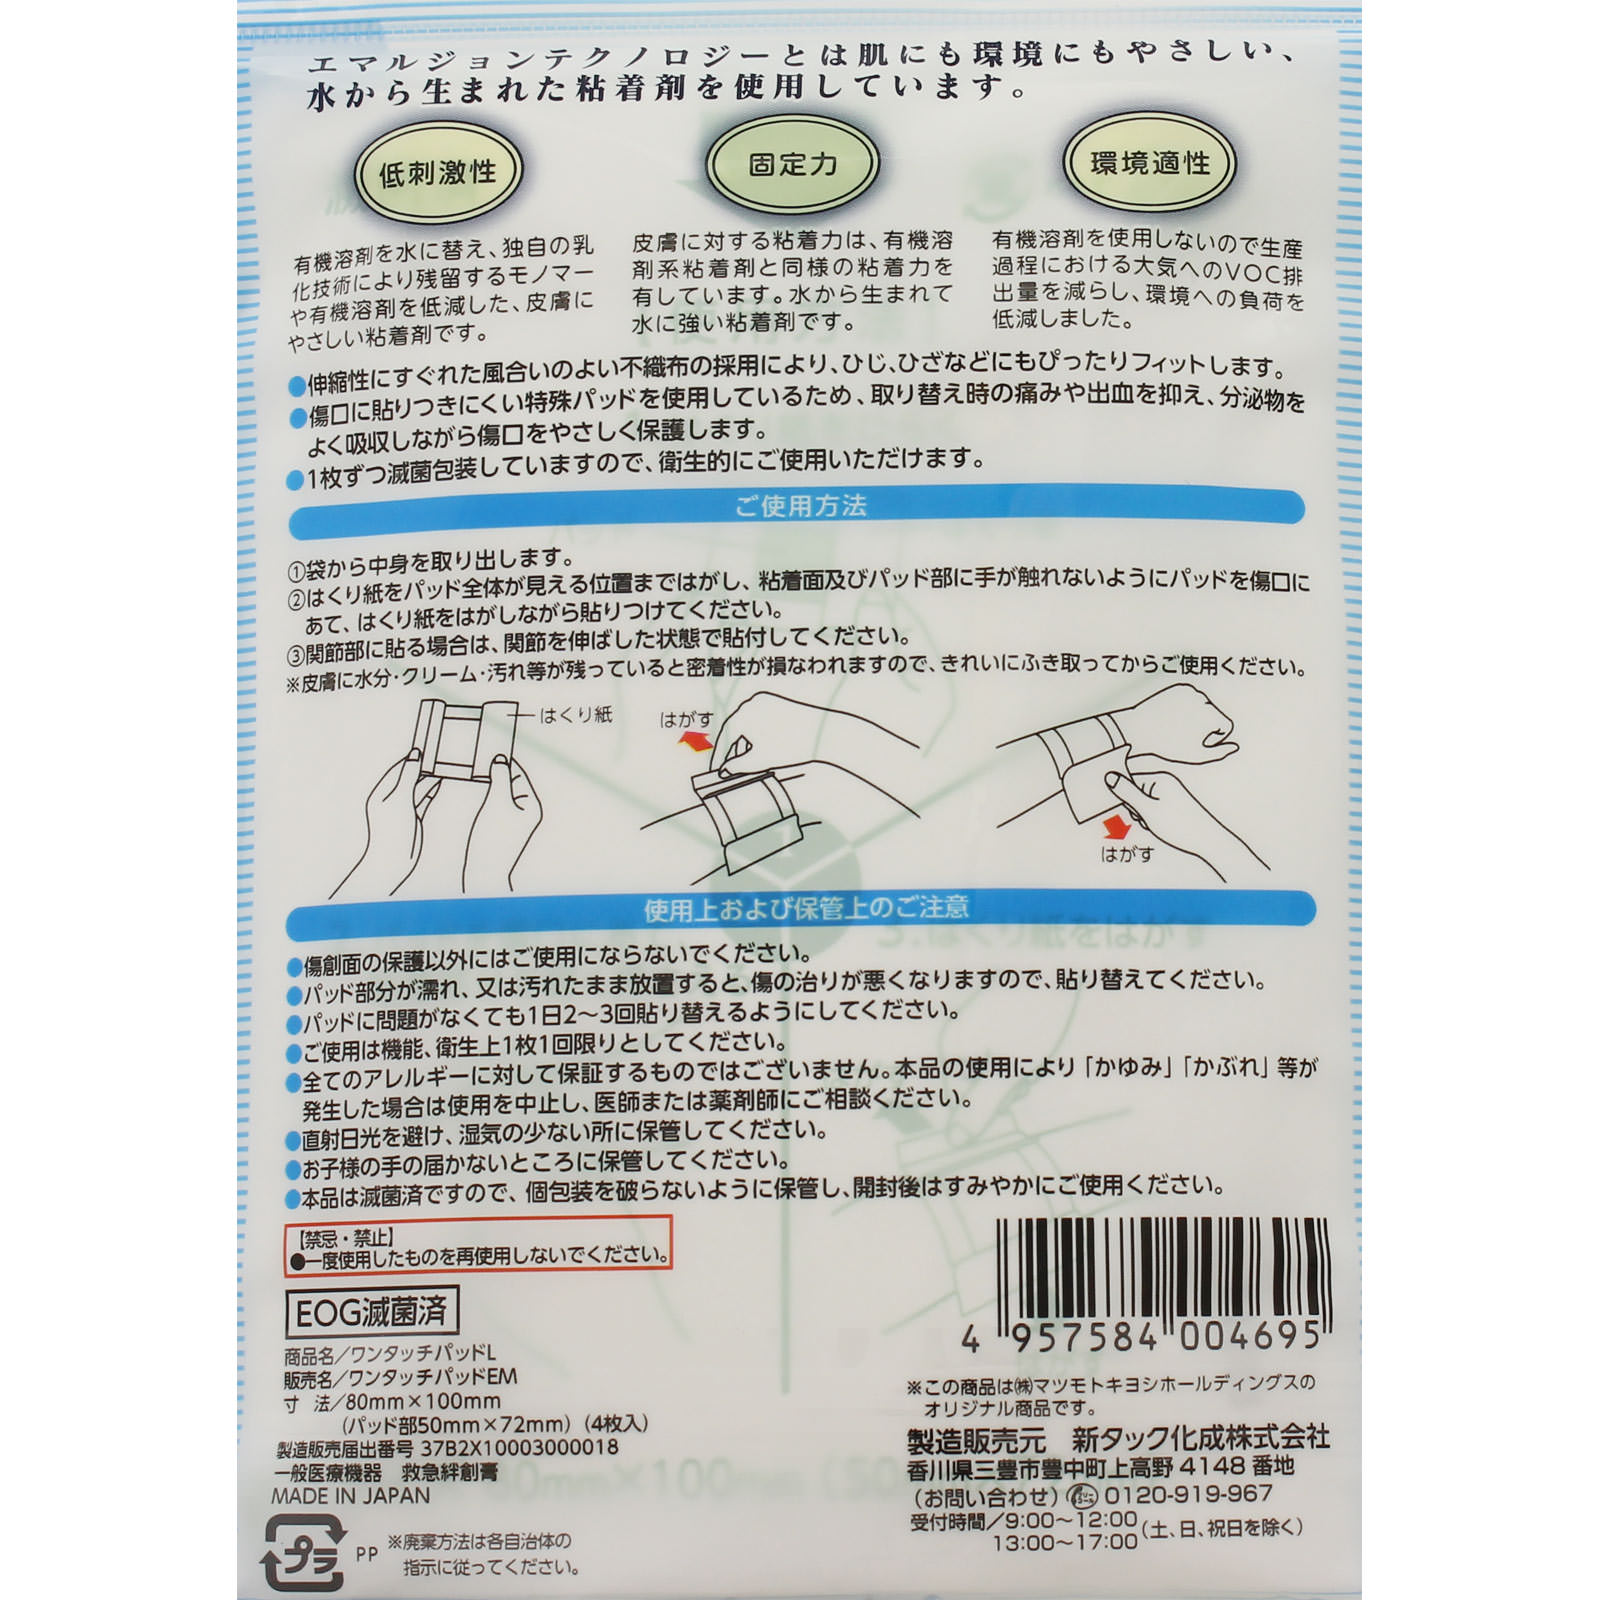 エマルジョンテクノロジーとは肌にも環境にもやさしい、
水から生まれた粘着剤を使用しています。
低刺激性
有機溶剤を水に替え、独自の乳
化技術により残留するモノマー
や有機溶剤を低減した、皮膚に
やさしい粘着剤です。
固定力
皮膚に対する粘着力は、有機溶
剤系粘着剤と同様の粘着力を
有しています。水から生まれて
水に強い粘着剤です。
環境適性
有機溶剤を使用しないので生産
過程における大気へのVOC排
出量を減らし、環境への負荷を
低減しました。
●伸縮性にすぐれた風合いのよい不織布の採用により、ひじ、ひざなどにもぴったりフィットします。
●傷口に貼りつきにくい特殊パッドを使用しているため、取り替え時の痛みや出血を抑え、分泌物を
よく吸収しながら傷口をやさしく保護します。
●1枚ずつ滅菌包装していますので、衛生的にご使用いただけます。
ご使用方法
①袋から中身を取り出します。
②はくり紙をパッド全体が見える位置まではがし、粘着面及びパッド部に手が触れないようにパッドを傷口に
あて、はくり紙をはがしながら貼りつけてください。
③関節部に貼る場合は、関節を伸ばした状態で貼付してください。
※皮膚に水分・クリーム・汚れ等が残っていると密着性が損なわれますので、きれいにふき取ってからご使用ください。
はくり紙
はがす
はがす
使用上および保管上のご注意
●傷創面の保護以外にはご使用にならないでください。
●パッド部分が濡れ、又は汚れたまま放置すると、傷の治りが悪くなりますので、貼り替えてください。
●パッドに問題がなくても1日2～3回貼り替えるようにしてください。
●ご使用は機能、衛生上1枚1回限りとしてください。
●全てのアレルギーに対して保証するものではございません。本品の使用により「かゆみ」「かぶれ」等が
発生した場合は使用を中止し、医師または薬剤師にご相談ください。
●直射日光を避け、湿気の少ない所に保管してください。
●お子様の手の届かないところに保管してください。
●本品は滅菌済ですので、個包装を破らないように保管し、開封後はすみやかにご使用ください。
【禁忌・禁止】
●一度使用したものを再使用しないでください。
EOG滅菌済
商品名／ワンタッチパッドL
販売名／ワンタッチパッドEM
寸 法／80mm×100mm
（パッド部50mm×72mm）（4枚入）
製造販売届出番号 37B2X10003000018
一般医療機器 救急絆創膏
MADE IN JAPAN
プラ PP ※廃棄方法は各自治体の
指示に従ってください。
4 957584 004695
※この商品は㈱マツモトキヨシホールディングスの
オリジナル商品です。
製造販売元 新タック化成株式会社
香川県三豊市豊中町上高野4148番地
（お問い合わせ）0120-919-967
受付時間／9:00～12:00
13:00～17:00（土、日、祝日を除く）